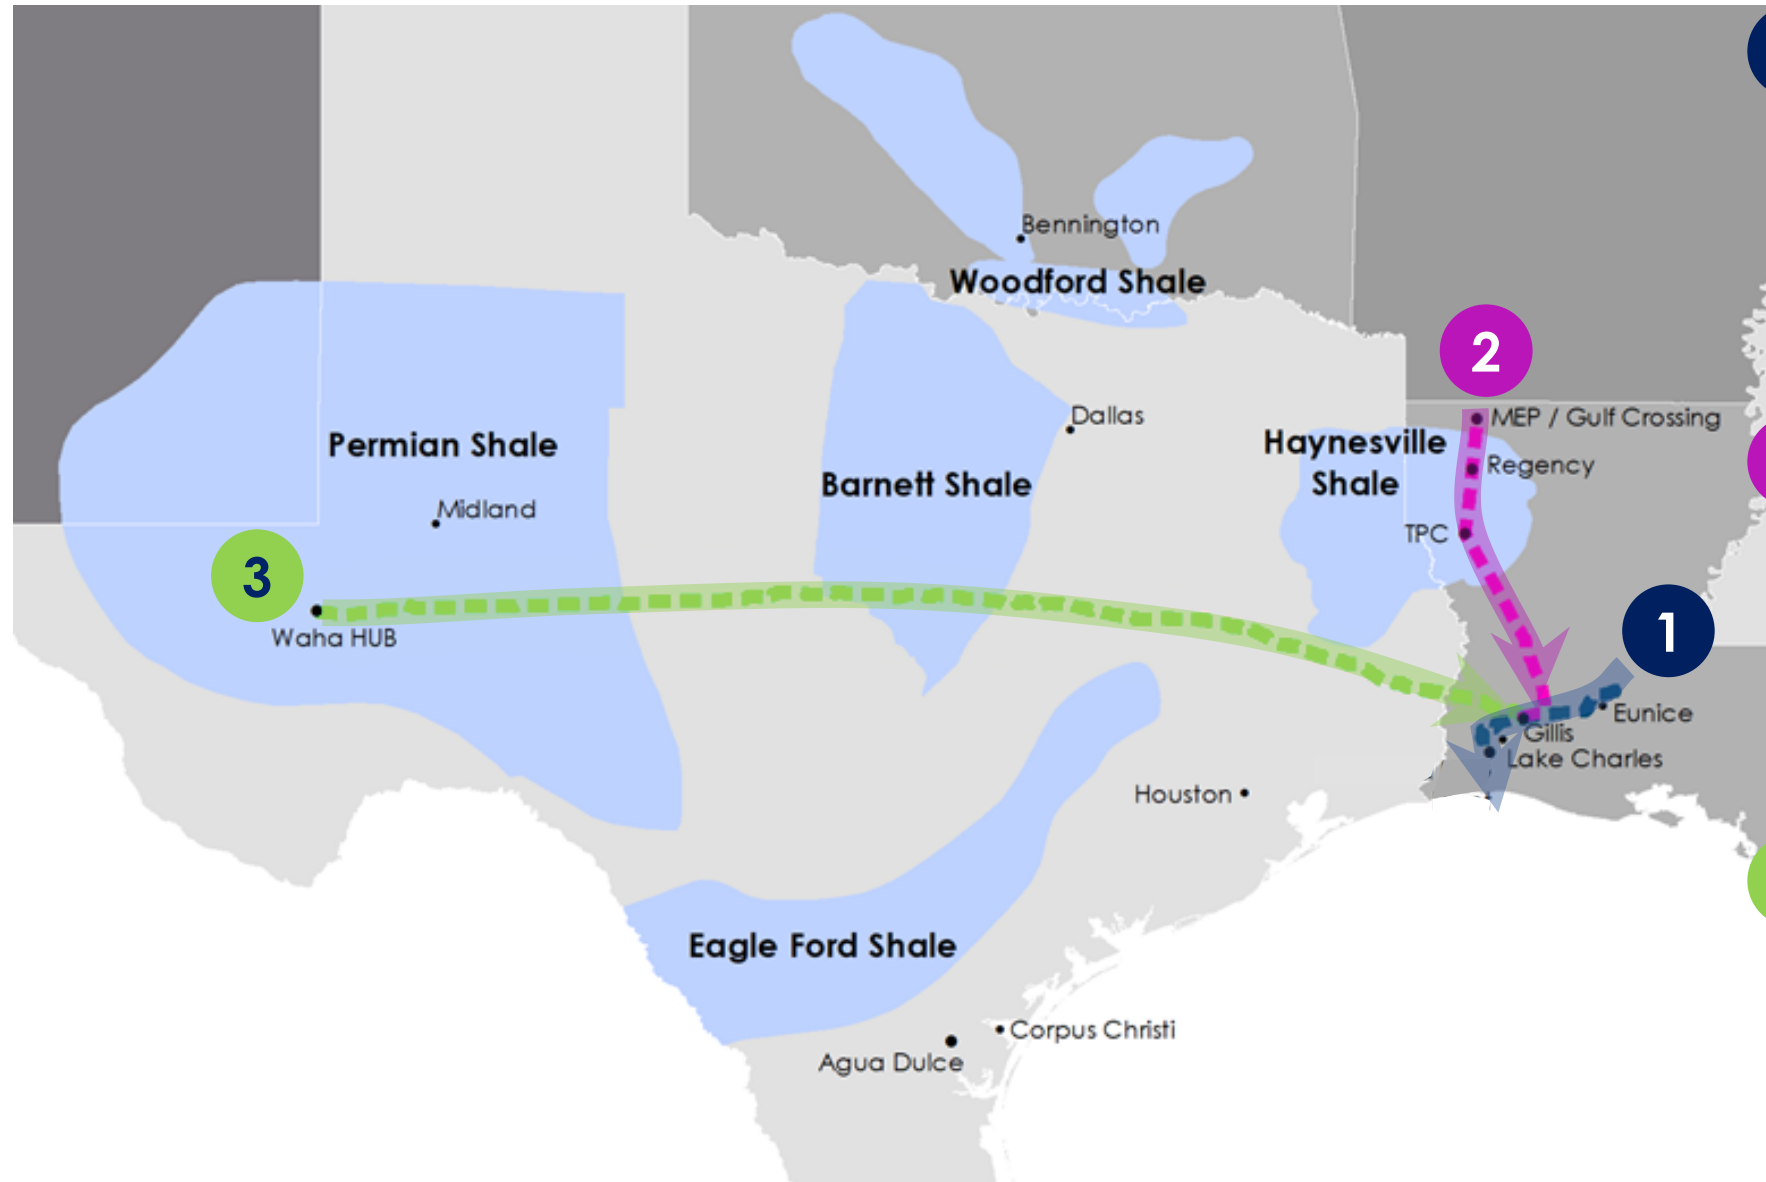 Bennington
Woodford Shale
2
MEP / Gulf Crossing
Dallas
Haynesville
Shale
Permian Shale
Regency
Barnett Shale
Midland
TPC
3
1
Waha HUB
Eunice
Gillis
Lake Charles
Houston
Eagle Ford Shale
Corpus Christi
Agua Dulce